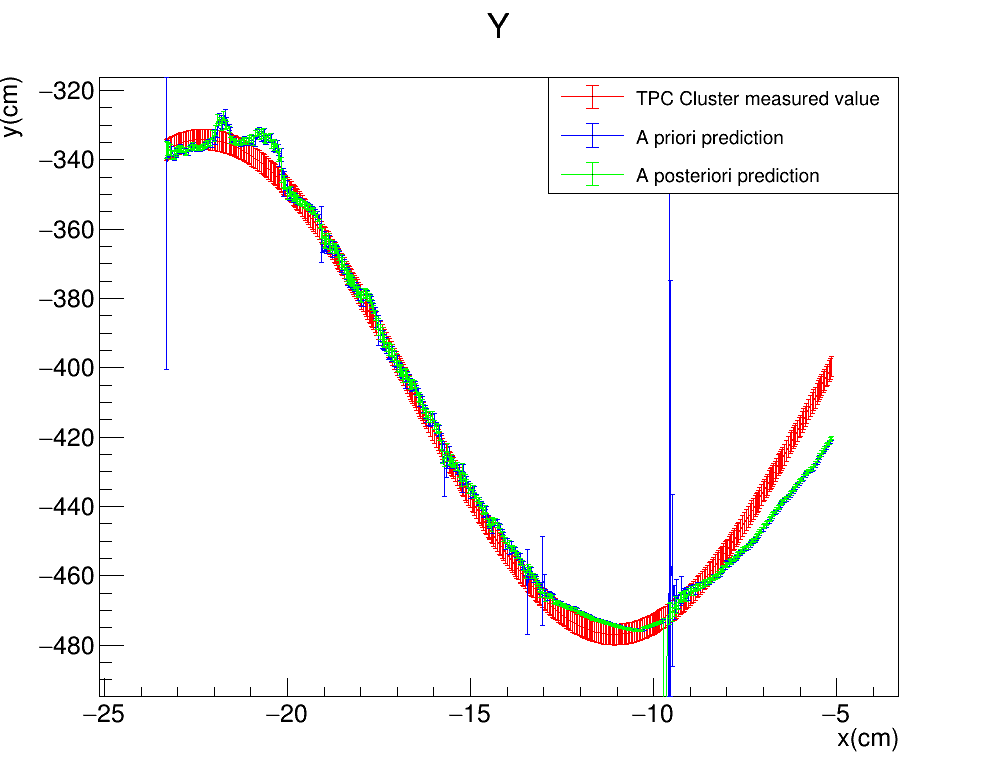 Y
y(cm)
−320
−340
−360
−380
−400
−420
−440
−460
−480
TPC Cluster measured value
A priori prediction
A posteriori prediction
−25 −20 −15 −10 −5
x(cm)